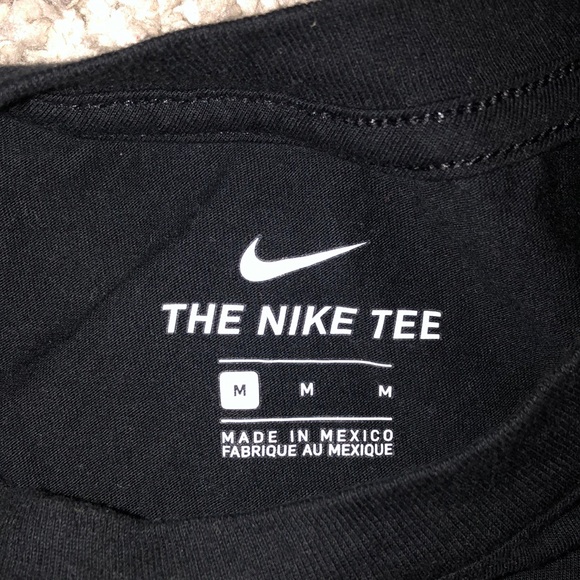 THE NIKE TEE
M M M
MADE IN MEXICO
FABRIQUE AU MEXIQUE